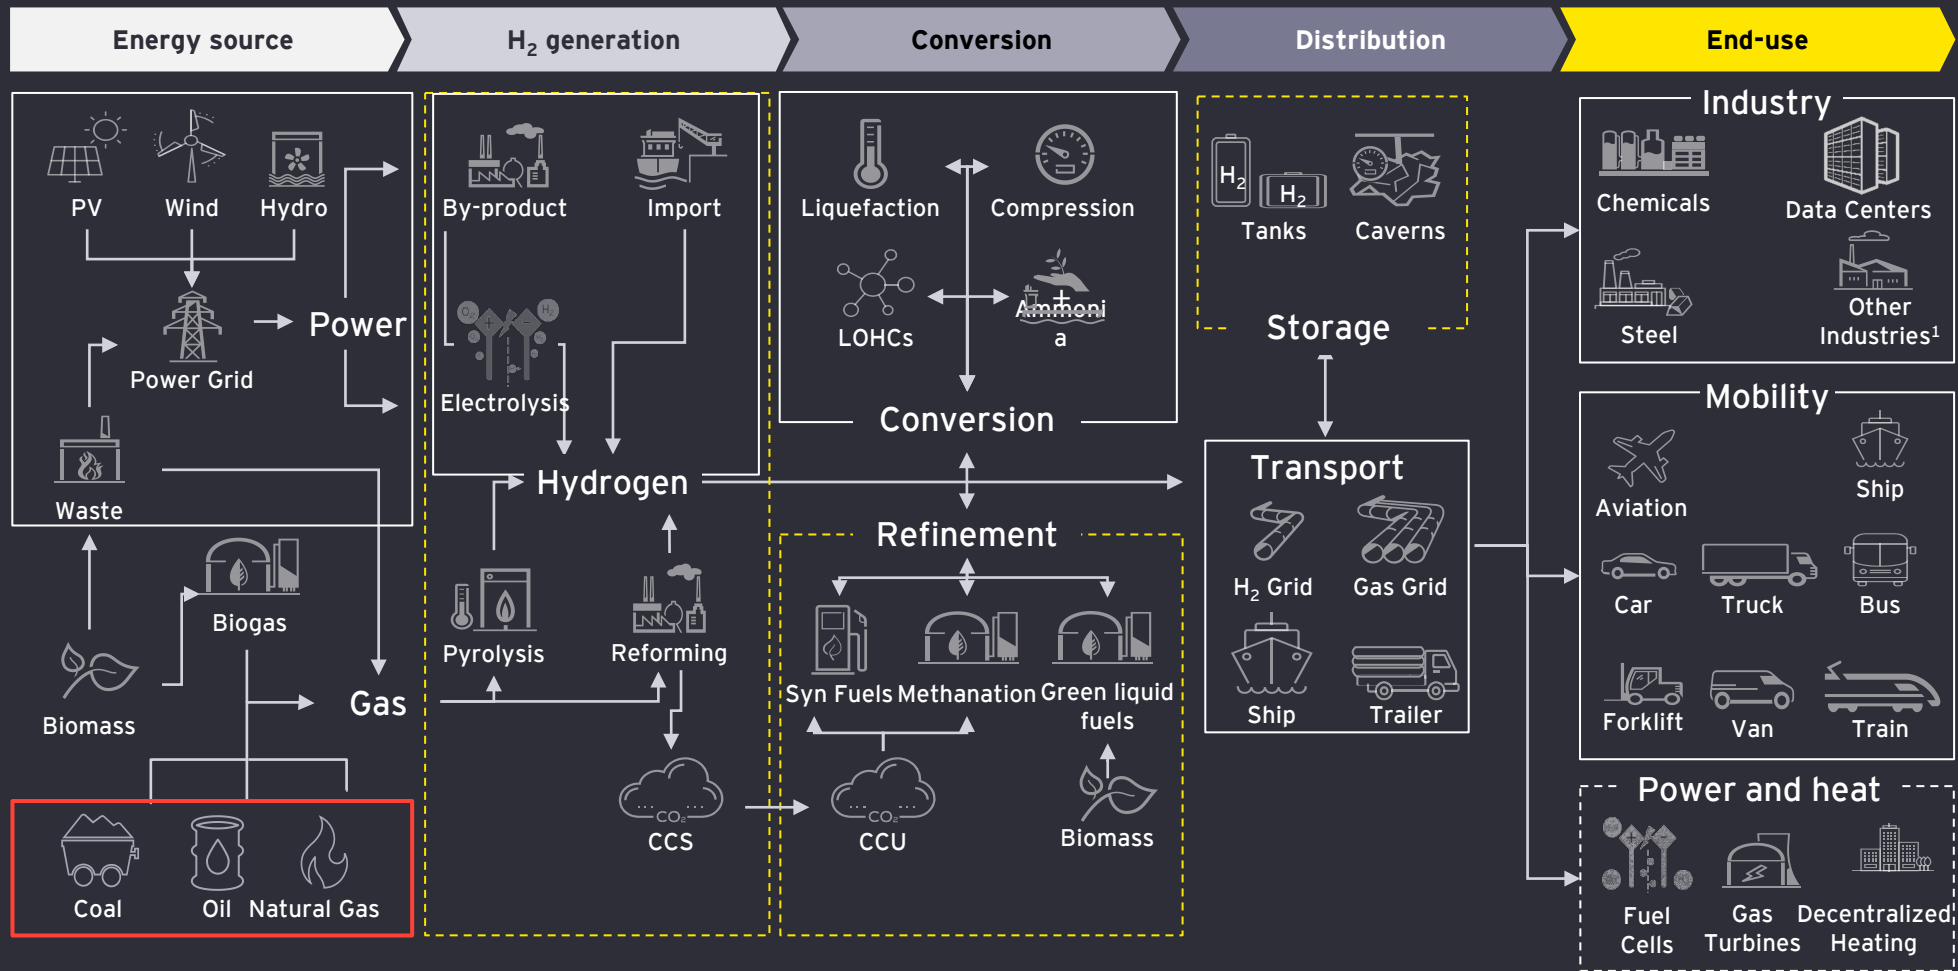 Energy source
H₂ generation
Conversion
Distribution
End-use
PV
Wind
Hydro
Power Grid
Power
Waste
Biogas
Biomass
Gas
Coal
Oil
Natural Gas
By-product
Import
O₂
H₂
Electrolysis
Hydrogen
Pyrolysis
Reforming
... ...
CO₂
CCS
Liquefaction
Compression
LOHCs
+
Ammoni
a
Conversion
Refinement
Syn Fuels
Methanation
Green liquid
fuels
... ...
CO₂
CCU
Biomass
H₂
H₂
Tanks
Caverns
Storage
Transport
H₂ Grid
Gas Grid
Ship
Trailer
Industry
Chemicals
Data Centers
Steel
Other
Industries¹
Mobility
Aviation
Ship
Car
Truck
Bus
Forklift
Van
Train
Power and heat
Fuel
Cells
Gas
Turbines
Decentralized
Heating